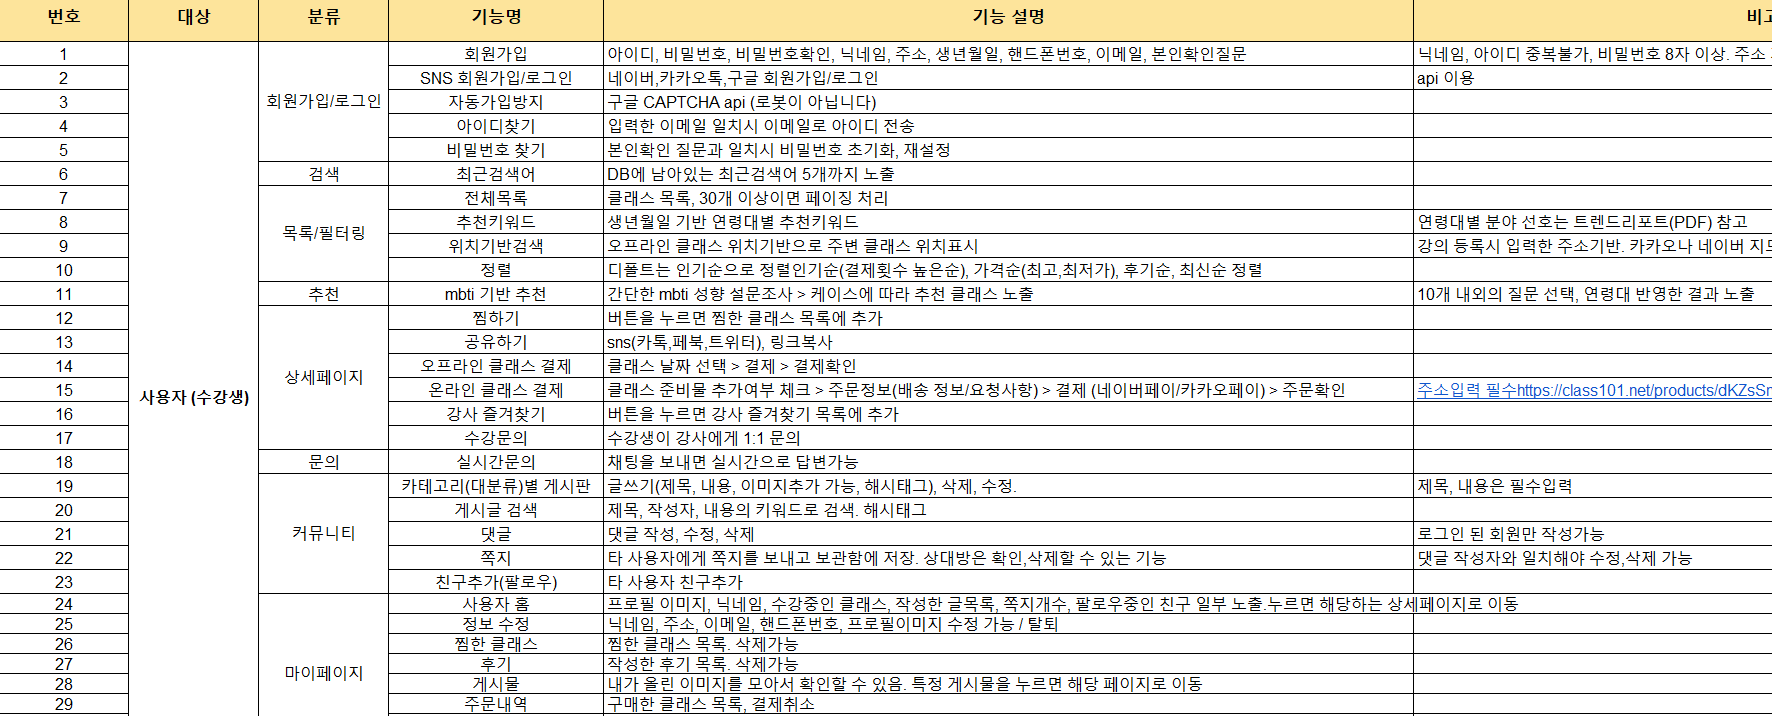 번호 대상 분류 기능명 기능 설명
1 회원가입 아이디, 비밀번호, 비밀번호확인, 닉네임, 주소, 생년월일, 핸드폰번호, 이메일, 본인확인질문 닉네임, 아이디 중복불가, 비밀번호 8자 이상. 주소
2 SNS 회원가입/로그인 네이버,카카오톡,구글 회원가입/로그인 api 이용
회원가입/로그인
3 자동가입방지 구글 CAPTCHA api (로봇이 아닙니다)
4 아이디찾기 입력한 이메일 일치시 이메일로 아이디 전송
5 비밀번호 찾기 본인확인 질문과 일치시 비밀번호 초기화, 재설정
6 검색 최근검색어 DB에 남아있는 최근검색어 5개까지 노출
7 전체목록 클래스 목록, 30개 이상이면 페이징 처리
8 추천키워드 생년월일 기반 연령대별 추천키워드 연령대별 분야 선호는 트렌드리포트(PDF) 참고
목록/필터링
9 위치기반검색 오프라인 클래스 위치기반으로 주변 클래스 위치표시 강의 등록시 입력한 주소기반. 카카오나 네이버 지도
10 정렬 디폴트는 인기순으로 정렬인기순(결제횟수 높은순), 가격순(최고,최저가), 후기순, 최신순 정렬
11 추천 mbti 기반 추천 간단한 mbti 성향 설문조사 > 케이스에 따라 추천 클래스 노출 10개 내외의 질문 선택, 연령대 반영한 결과 노출
12 찜하기 버튼을 누르면 찜한 클래스 목록에 추가
13 공유하기 sns(카톡,페북,트위터), 링크복사
14 오프라인 클래스 결제 클래스 날짜 선택 > 결제 > 결제확인
상세페이지
15 온라인 클래스 결제 클래스 준비물 추가여부 체크 > 주문정보(배송 정보/요청사항) > 결제 (네이버페이/카카오페이) > 주문확인 주소입력 필수https://class101.net/products/dKZsSn
사용자 (수강생)
16 강사 즐겨찾기 버튼을 누르면 강사 즐겨찾기 목록에 추가
17 수강문의 수강생이 강사에게 1:1 문의
18 문의 실시간문의 채팅을 보내면 실시간으로 답변가능
19 카테고리(대분류)별 게시판 글쓰기(제목, 내용, 이미지추가 가능, 해시태그), 삭제, 수정. 제목, 내용은 필수입력
20 게시글 검색 제목, 작성자, 내용의 키워드로 검색. 해시태그
21 커뮤니티 댓글 댓글 작성, 수정, 삭제 로그인 된 회원만 작성가능
22 쪽지 타 사용자에게 쪽지를 보내고 보관함에 저장. 상대방은 확인,삭제할 수 있는 기능 댓글 작성자와 일치해야 수정,삭제 가능
23 친구추가(팔로우) 타 사용자 친구추가
24 사용자 홈 프로필 이미지, 닉네임, 수강중인 클래스, 작성한 글목록, 쪽지개수, 팔로우중인 친구 일부 노출.누르면 해당하는 상세페이지로 이동
25 정보 수정 닉네임, 주소, 이메일, 핸드폰번호, 프로필이미지 수정 가능 / 탈퇴
26 찜한 클래스 찜한 클래스 목록. 삭제가능
27 후기 작성한 후기 목록. 삭제가능
마이페이지
28 게시물 내가 올린 이미지를 모아서 확인할 수 있음. 특정 게시물을 누르면 해당 페이지로 이동
29 주문내역 구매한 클래스 목록, 결제취소